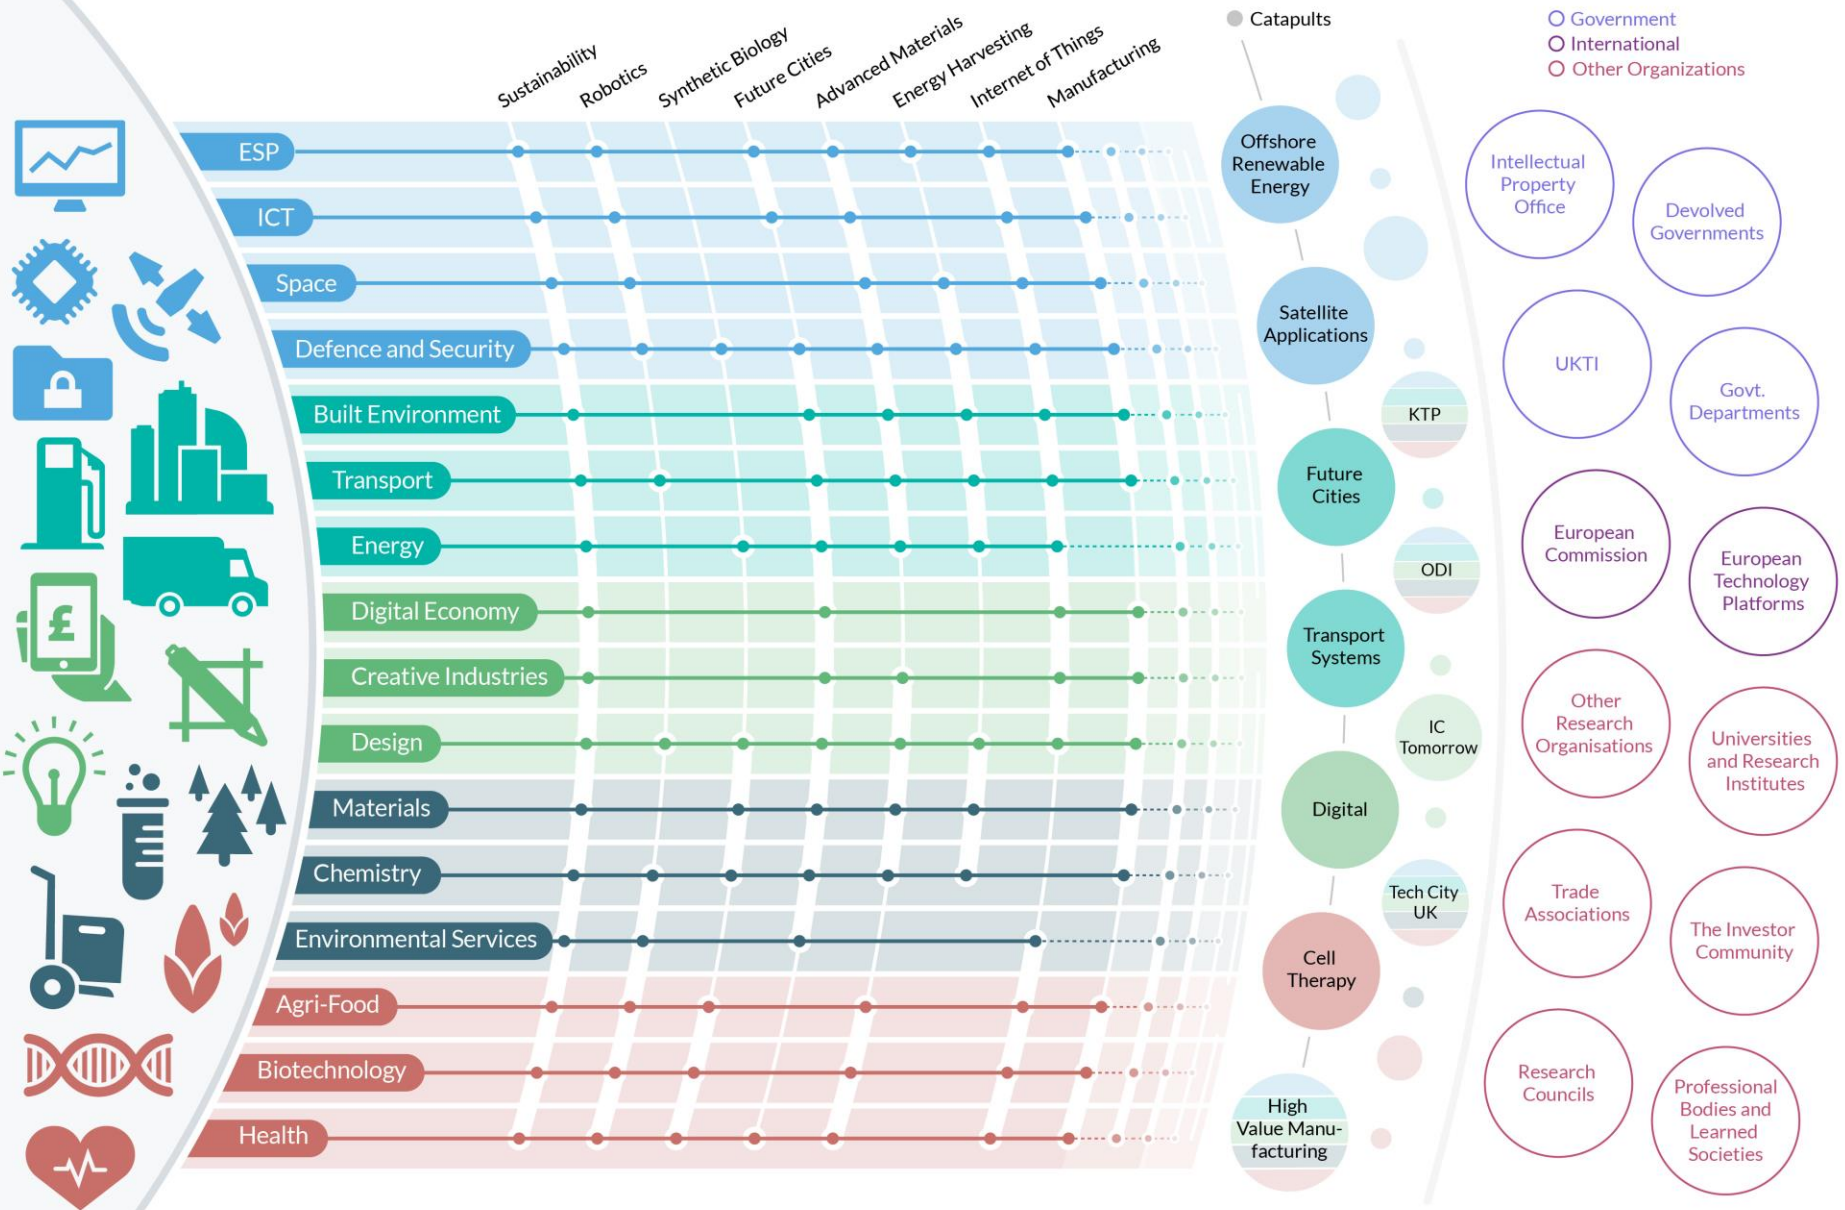 Sustainability
Robotics
Synthetic Biology
Future Cities
Advanced Materials
Energy Harvesting
Internet of Things
Manufacturing
Catapults
Government
International
Other Organizations
ESP
ICT
Space
Defence and Security
Built Environment
Transport
Energy
Digital Economy
Creative Industries
Design
Materials
Chemistry
Environmental Services
Agri-Food
Biotechnology
Health
£
Offshore
Renewable
Energy
Satellite
Applications
Future
Cities
Transport
Systems
Digital
Cell
Therapy
High
Value Manu-
facturing
KTP
ODI
IC
Tomorrow
Tech City
UK
Intellectual
Property
Office
Devolved
Governments
UKTI
Govt.
Departments
European
Commission
European
Technology
Platforms
Other
Research
Organisations
Universities
and Research
Institutes
Trade
Associations
The Investor
Community
Research
Councils
Professional
Bodies and
Learned
Societies